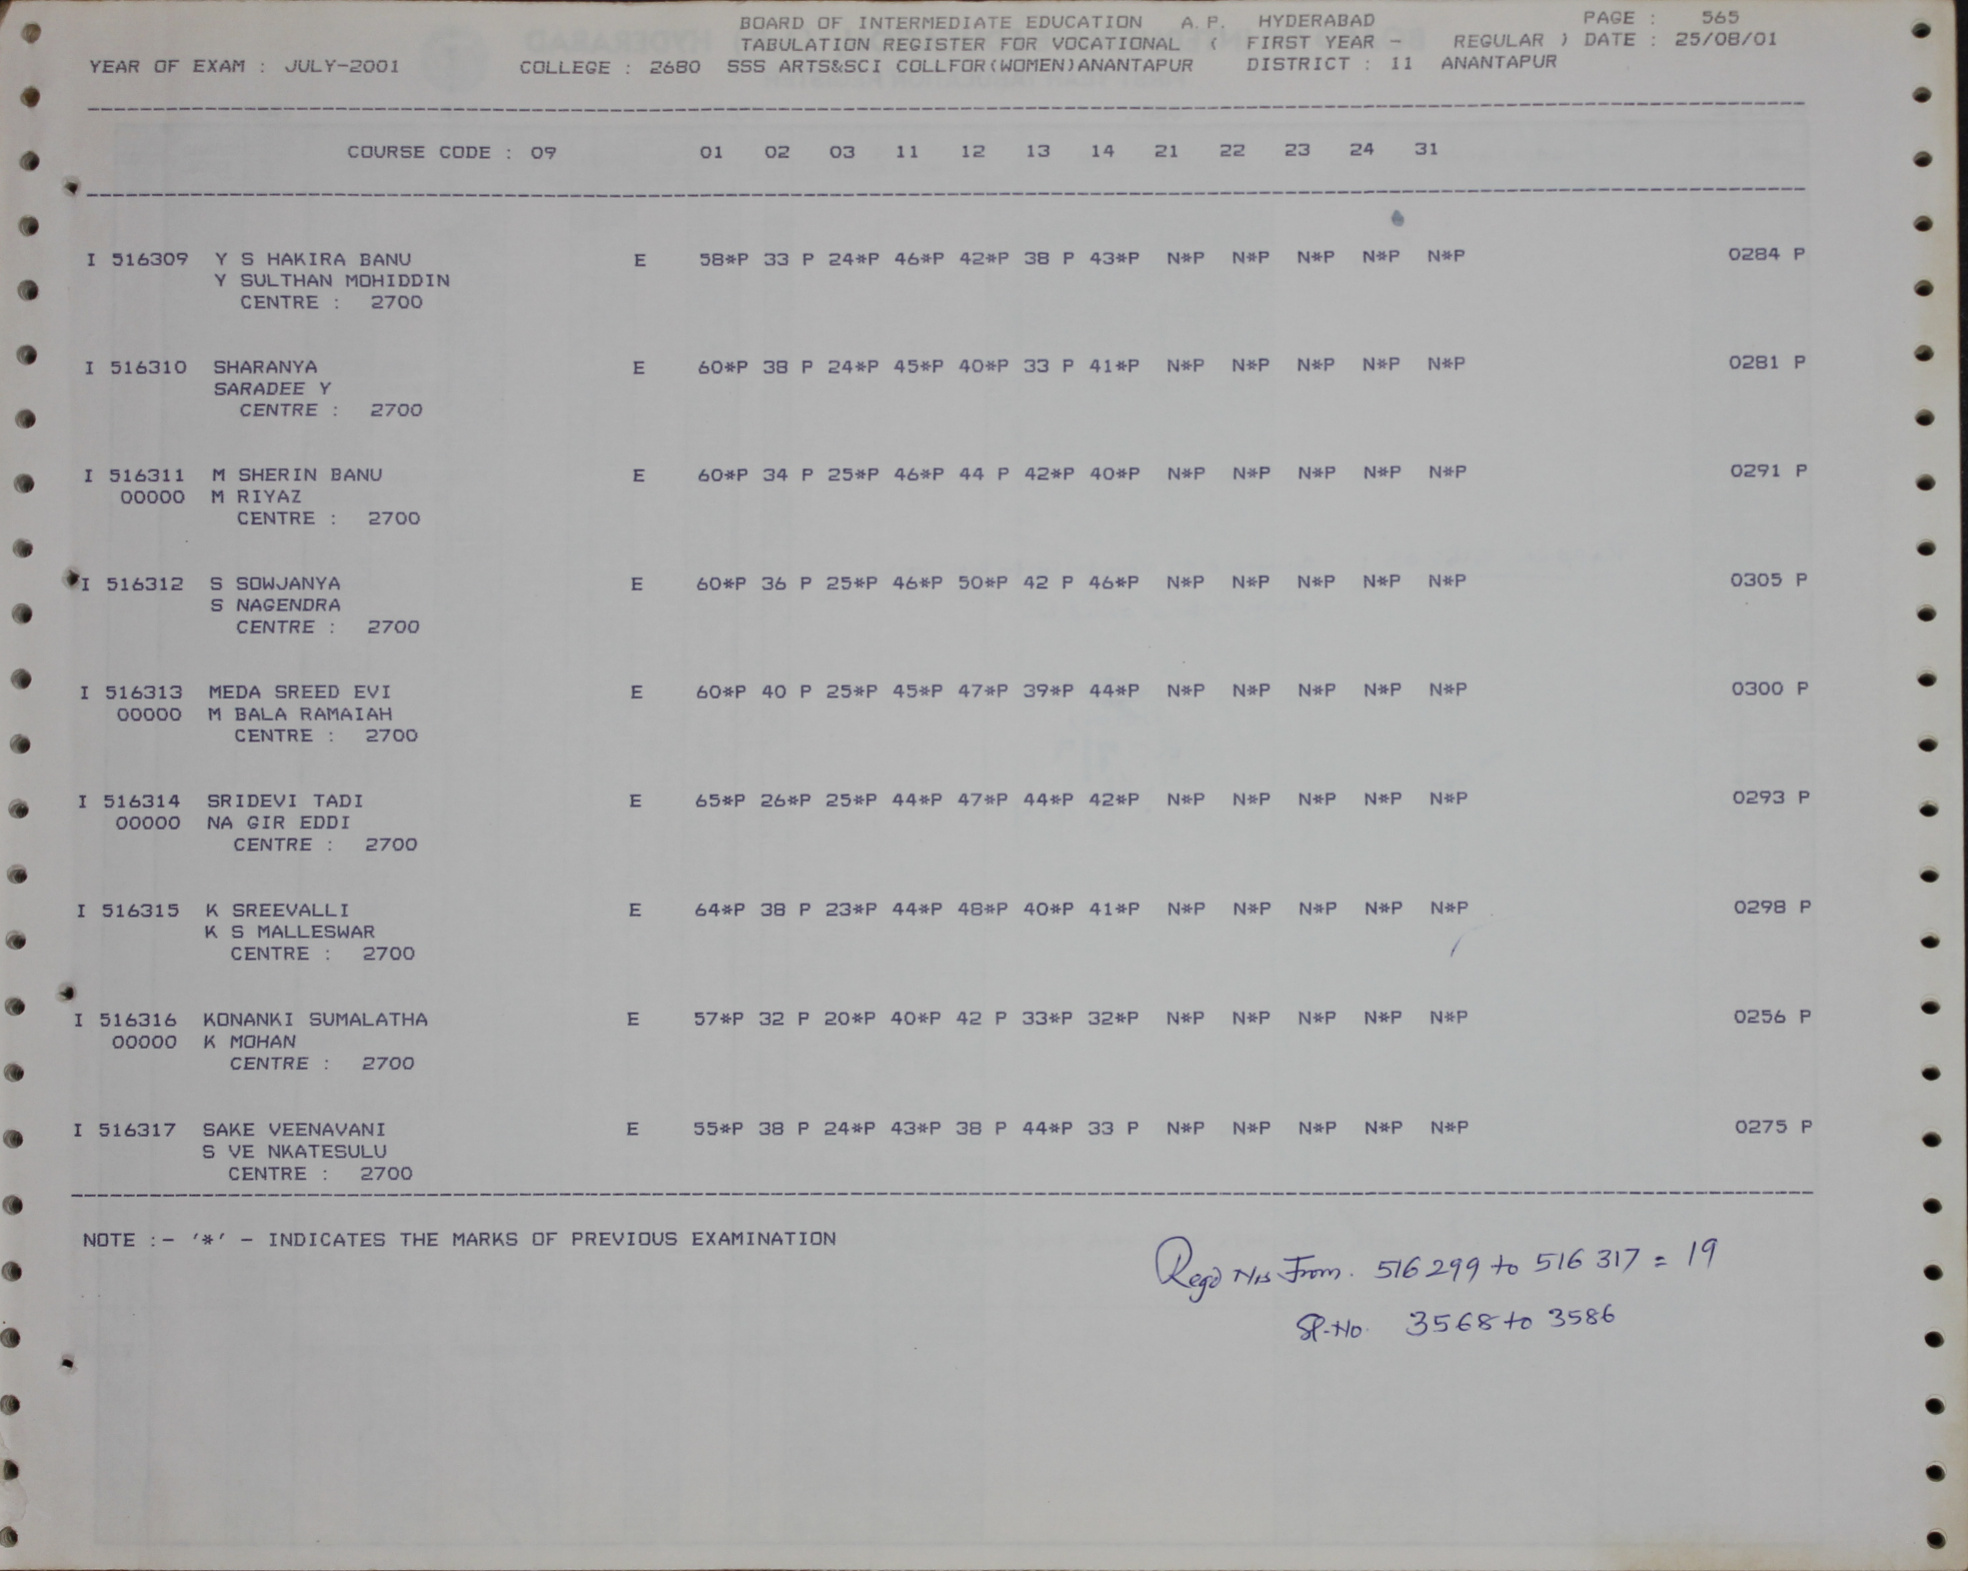 BOARD OF INTERMEDIATE EDUCATION A.P. HYDERABAD PAGE : 565
TABULATION REGISTER FOR VOCATIONAL ( FIRST YEAR - REGULAR ) DATE : 25/08/01
YEAR OF EXAM : JULY-2001 COLLEGE : 2680 SSS ARTS&SCI COLLFOR(WOMEN)ANANTAPUR DISTRICT : 11 ANANTAPUR
COURSE CODE : 09 01 02 03 11 12 13 14 21 22 23 24 31
I 516309 Y S HAKIRA BANU E 58*P 33 P 24*P 46*P 42*P 38 P 43*P N*P N*P N*P N*P N*P 0284 P
Y SULTHAN MOHIDDIN
CENTRE : 2700
I 516310 SHARANYA E 60*P 38 P 24*P 45*P 40*P 33 P 41*P N*P N*P N*P N*P N*P 0281 P
SARADEE Y
CENTRE : 2700
I 516311 M SHERIN BANU E 60*P 34 P 25*P 46*P 44 P 42*P 40*P N*P N*P N*P N*P N*P 0291 P
00000 M RIYAZ
CENTRE : 2700
I 516312 S SOWJANYA E 60*P 36 P 25*P 46*P 50*P 42 P 46*P N*P N*P N*P N*P N*P 0305 P
S NAGENDRA
CENTRE : 2700
I 516313 MEDA SREED EVI E 60*P 40 P 25*P 45*P 47*P 39*P 44*P N*P N*P N*P N*P N*P 0300 P
00000 M BALA RAMAIAH
CENTRE : 2700
I 516314 SRIDEVI TADI E 65*P 26*P 25*P 44*P 47*P 44*P 42*P N*P N*P N*P N*P N*P 0293 P
00000 NA GIR EDDI
CENTRE : 2700
I 516315 K SREEVALLI E 64*P 38 P 23*P 44*P 48*P 40*P 41*P N*P N*P N*P N*P N*P 0298 P
K S MALLESWAR
CENTRE : 2700
I 516316 KONANKI SUMALATHA E 57*P 32 P 20*P 40*P 42 P 33*P 32*P N*P N*P N*P N*P N*P 0256 P
00000 K MOHAN
CENTRE : 2700
I 516317 SAKE VEENAVANI E 55*P 38 P 24*P 43*P 38 P 44*P 33 P N*P N*P N*P N*P N*P 0275 P
S VE NKATESULU
CENTRE : 2700
NOTE :- '*' - INDICATES THE MARKS OF PREVIOUS EXAMINATION
Regd Nos From. 516299 to 516317 = 19
Sl-No. 3568 to 3586